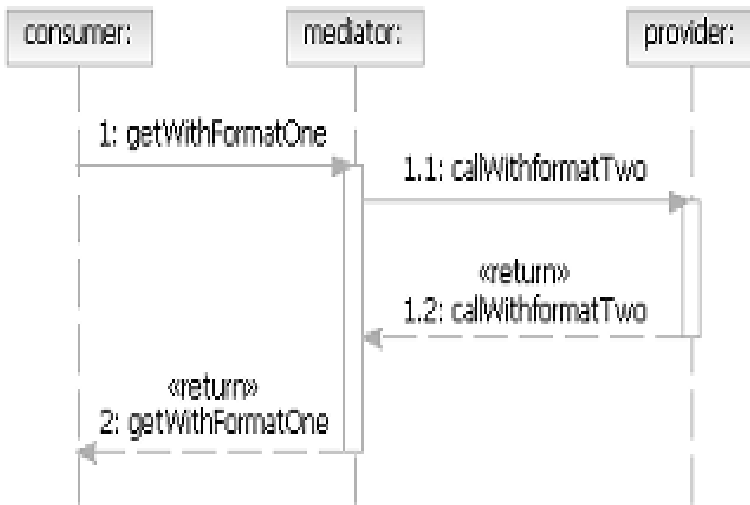 consumer:
mediator:
provider:
1: getWithFormatOne
1.1: callWithformatTwo
«return»
1.2: callWithformatTwo
«return»
2: getWithFormatOne